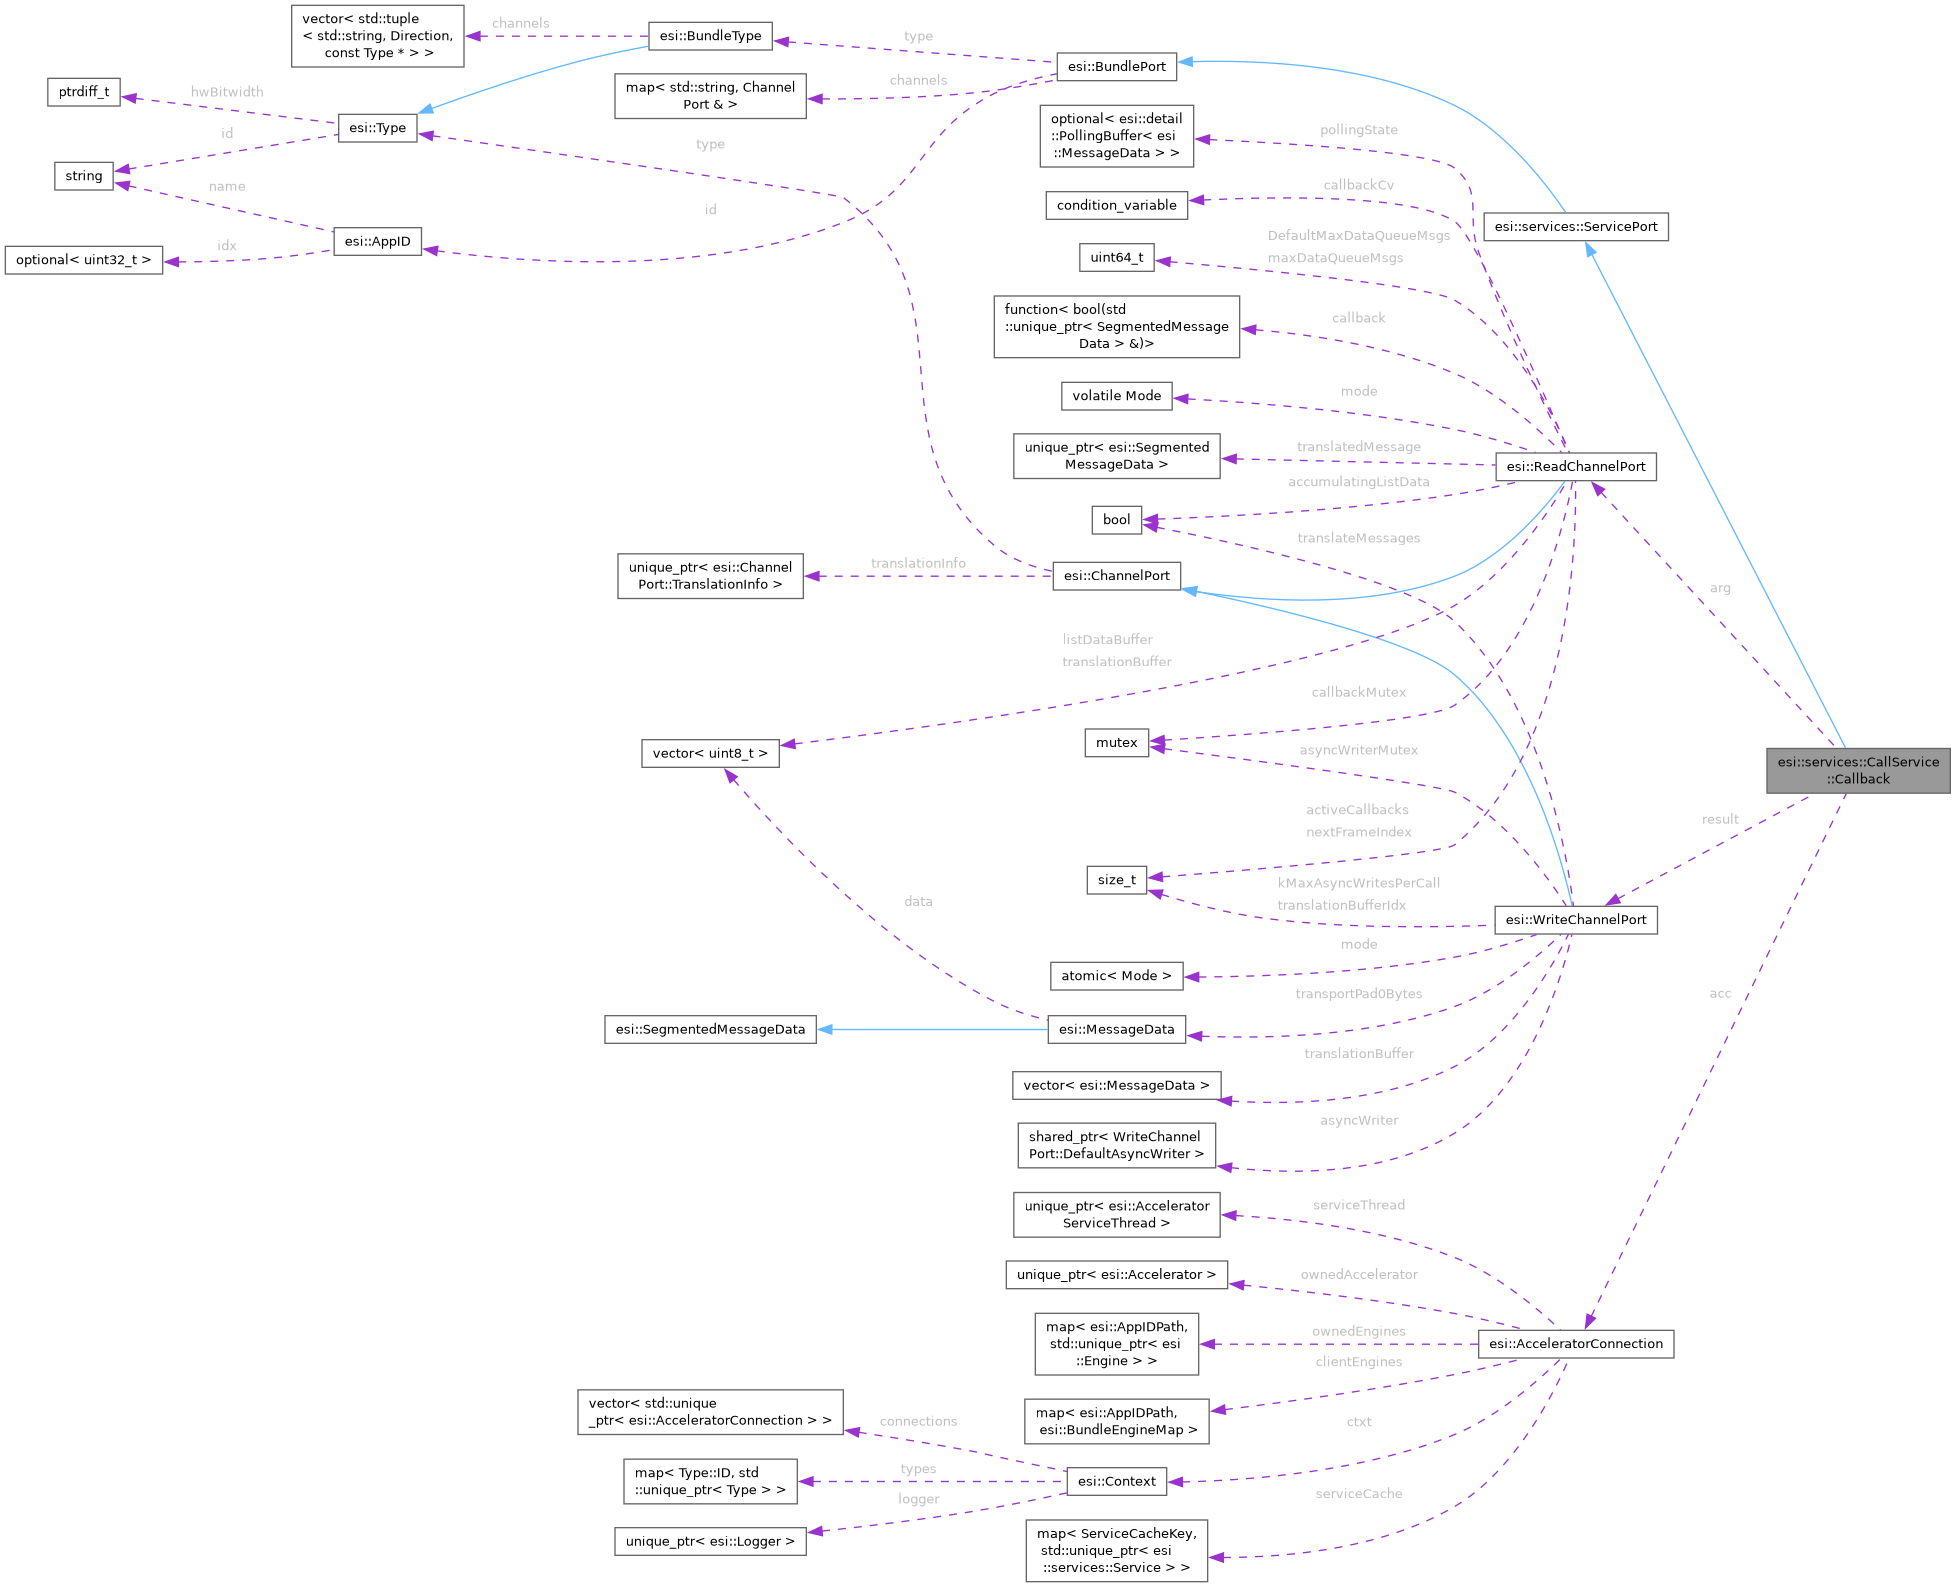 vector< std::tuple
< std::string, Direction,
const Type * > >
channels
esi::BundleType
type
esi::BundlePort
ptrdiff_t
hwBitwidth
map< std::string, Channel
Port & >
channels
esi::Type
id
type
optional< esi::detail
::PollingBuffer< esi
::MessageData > >
pollingState
string
name
id
condition_variable
callbackCv
esi::services::ServicePort
esi::AppID
idx
optional< uint32_t >
uint64_t
DefaultMaxDataQueueMsgs
maxDataQueueMsgs
function< bool(std
::unique_ptr< SegmentedMessage
Data > &)>
callback
volatile Mode
mode
unique_ptr< esi::Segmented
MessageData >
translatedMessage
esi::ReadChannelPort
accumulatingListData
bool
translateMessages
unique_ptr< esi::Channel
Port::TranslationInfo >
translationInfo
esi::ChannelPort
arg
listDataBuffer
translationBuffer
callbackMutex
vector< uint8_t >
mutex
asyncWriterMutex
esi::services::CallService
::Callback
activeCallbacks
nextFrameIndex
result
size_t
kMaxAsyncWritesPerCall
translationBufferIdx
data
esi::WriteChannelPort
mode
atomic< Mode >
transportPad0Bytes
acc
esi::SegmentedMessageData
esi::MessageData
translationBuffer
vector< esi::MessageData >
asyncWriter
shared_ptr< WriteChannel
Port::DefaultAsyncWriter >
unique_ptr< esi::Accelerator
ServiceThread >
serviceThread
unique_ptr< esi::Accelerator >
ownedAccelerator
map< esi::AppIDPath,
std::unique_ptr< esi
::Engine > >
ownedEngines
esi::AcceleratorConnection
clientEngines
map< esi::AppIDPath,
esi::BundleEngineMap >
vector< std::unique
_ptr< esi::AcceleratorConnection > >
connections
ctxt
map< Type::ID, std
::unique_ptr< Type > >
types
esi::Context
logger
serviceCache
unique_ptr< esi::Logger >
map< ServiceCacheKey,
std::unique_ptr< esi
::services::Service > >